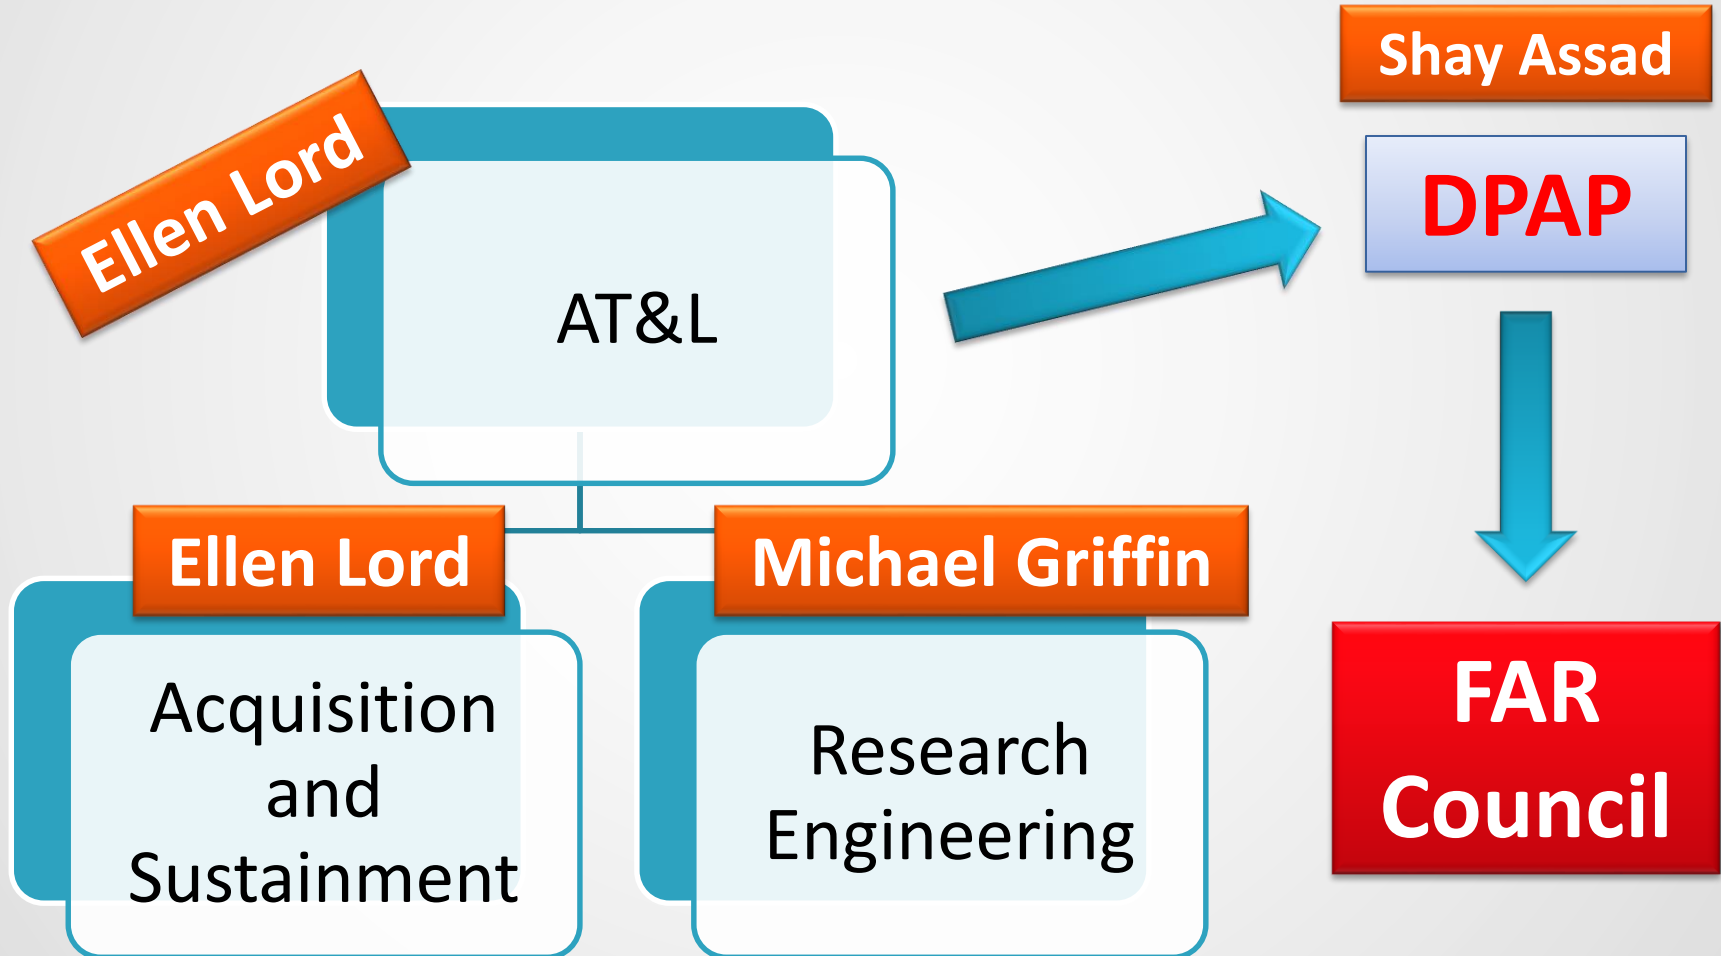 Shay Assad
Ellen Lord
AT&L
DPAP
Ellen Lord
Michael Griffin
Acquisition
and
Sustainment
Research
Engineering
FAR
Council